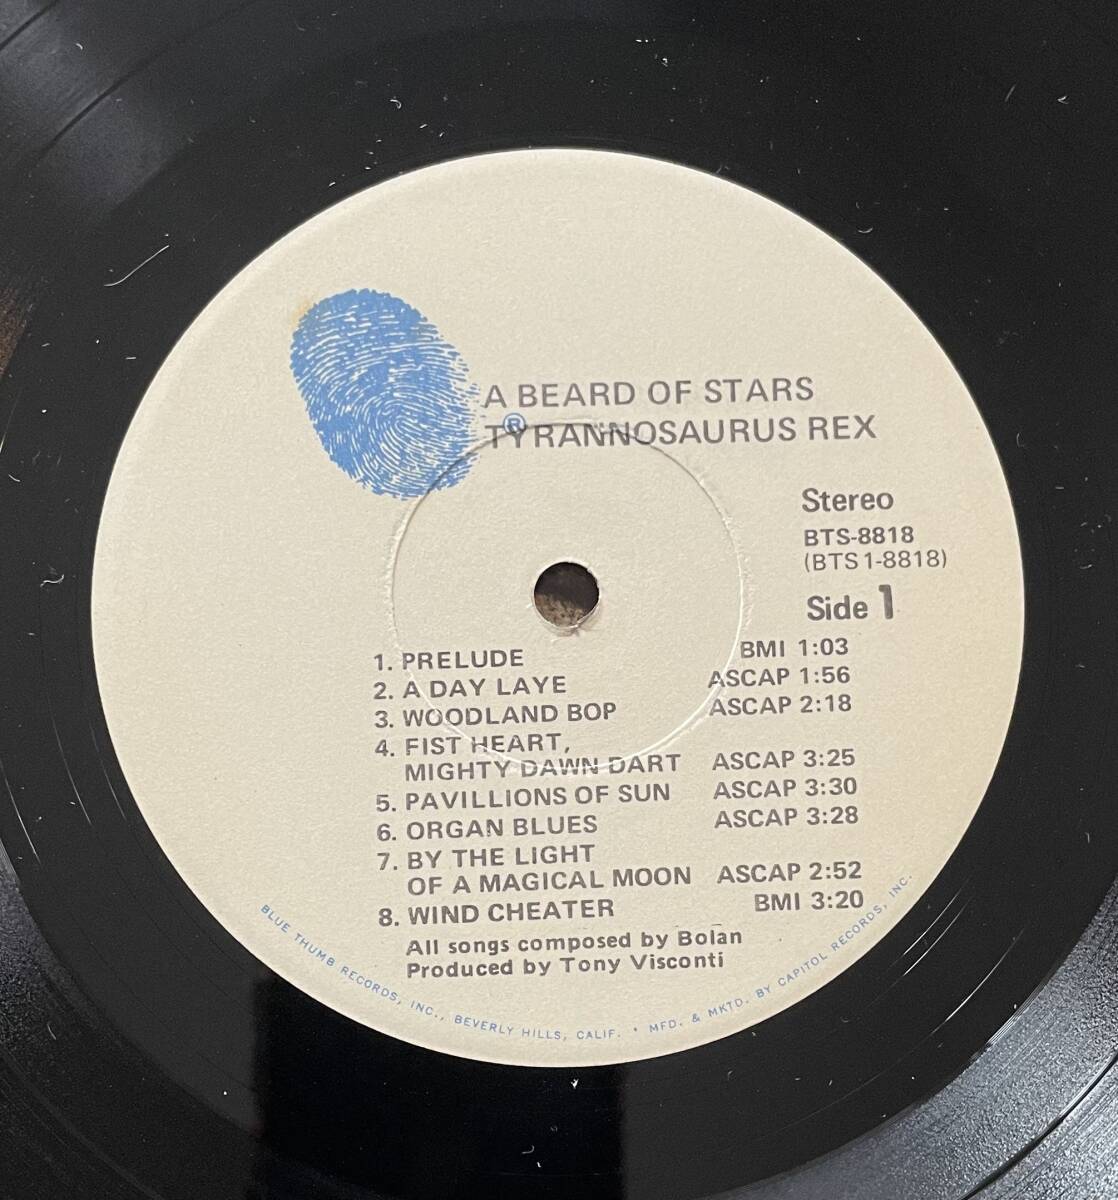 A BEARD OF STARS
®
TYRANNOSAURUS REX
Stereo
BTS-8818
(BTS 1-8818)
Side 1
1. PRELUDE BMI 1:03
2. A DAY LAYE ASCAP 1:56
3. WOODLAND BOP ASCAP 2:18
4. FIST HEART,
MIGHTY DAWN DART ASCAP 3:25
5. PAVILLIONS OF SUN ASCAP 3:30
6. ORGAN BLUES ASCAP 3:28
7. BY THE LIGHT
OF A MAGICAL MOON ASCAP 2:52
8. WIND CHEATER BMI 3:20
All songs composed by Bolan
Produced by Tony Visconti
BLUE THUMB RECORDS, INC., BEVERLY HILLS, CALIF. • MFD. & MKTD. BY CAPITOL RECORDS, INC.